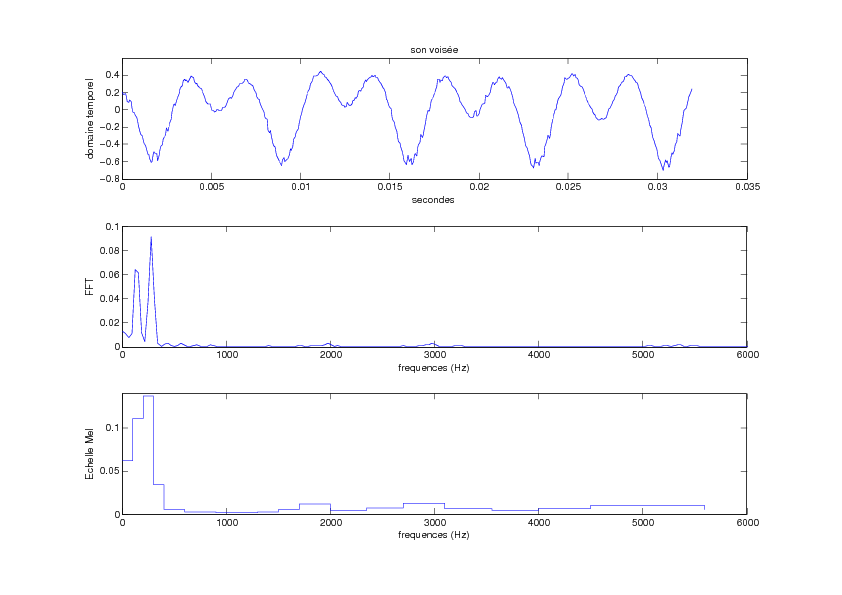 son voisée
domaine temporel
0.4
0.2
0
−0.2
−0.4
−0.6
−0.8
0 0.005 0.01 0.015 0.02 0.025 0.03 0.035
secondes
FFT
0.1
0.08
0.06
0.04
0.02
0
0 1000 2000 3000 4000 5000 6000
frequences (Hz)
Echelle Mel
0.1
0.05
0
0 1000 2000 3000 4000 5000 6000
frequences (Hz)